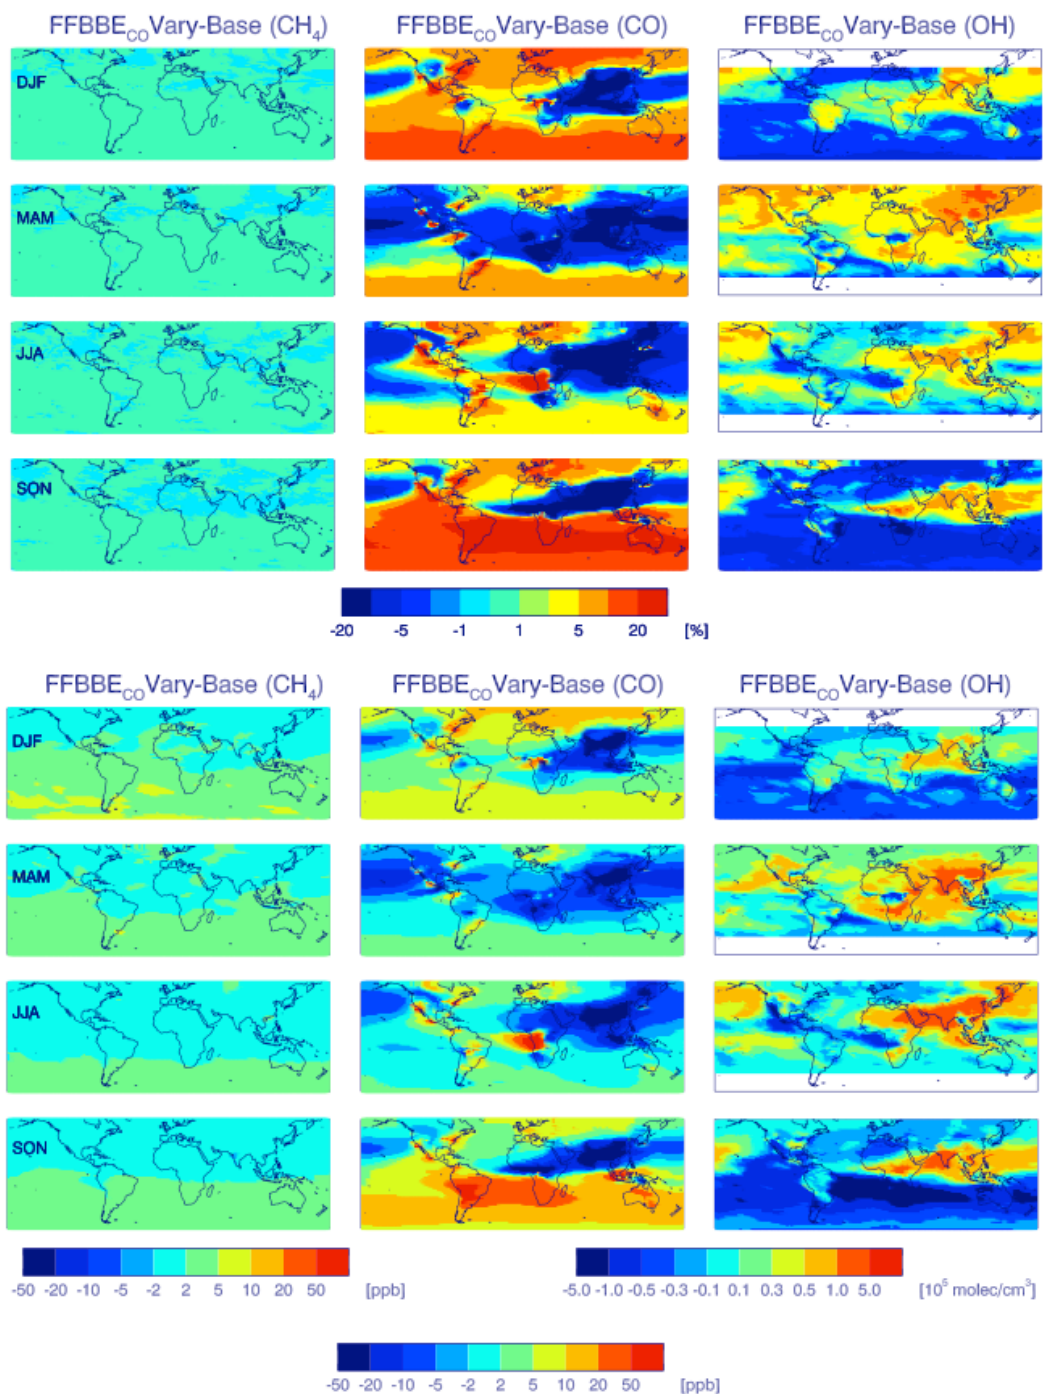 FFBBE_CO Vary-Base (CH_4) FFBBE_CO Vary-Base (CO) FFBBE_CO Vary-Base (OH)
DJF
MAM
JJA
SON
-20 -5 -1 1 5 20 [%]
FFBBE_CO Vary-Base (CH_4) FFBBE_CO Vary-Base (CO) FFBBE_CO Vary-Base (OH)
DJF
MAM
JJA
SON
-50 -20 -10 -5 -2 2 5 10 20 50 [ppb]
-5.0 -1.0 -0.5 -0.3 -0.1 0.1 0.3 0.5 1.0 5.0 [10^5 molec/cm^3]
-50 -20 -10 -5 -2 2 5 10 20 50 [ppb]